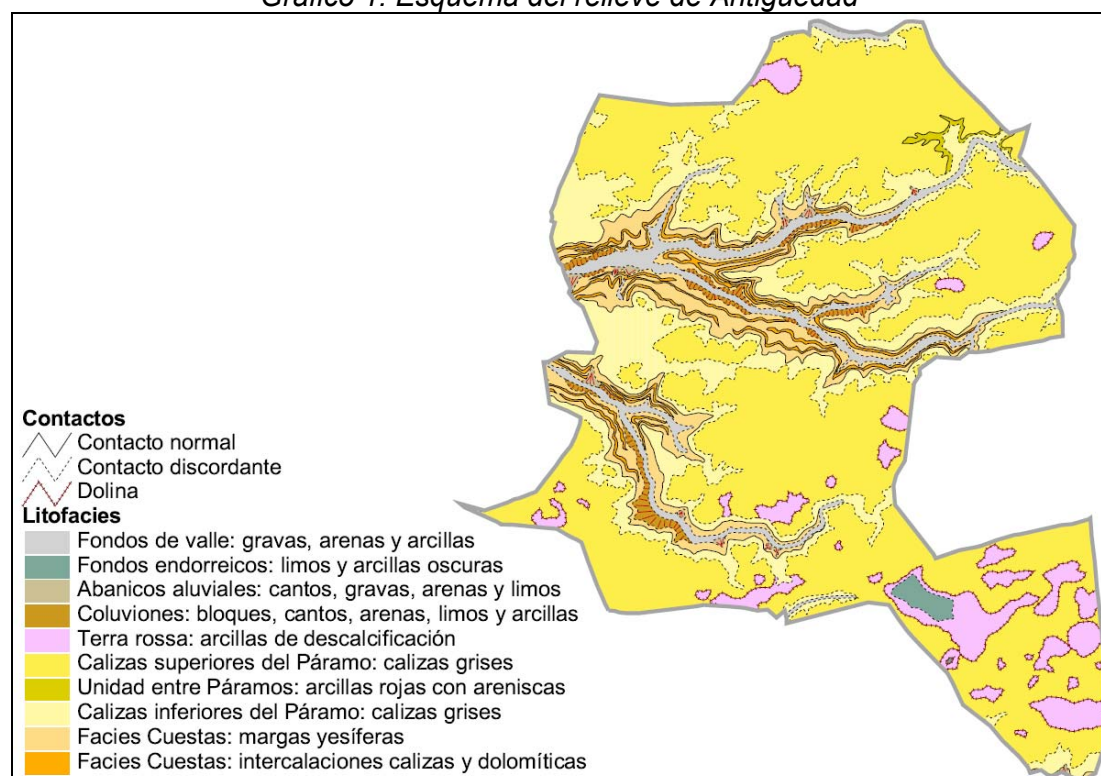 Gráfico 1. Esquema del relieve de Antigüedad
Contactos
Contacto normal
Contacto discordante
Dolina
Litofacies
Fondos de valle: gravas, arenas y arcillas
Fondos endorreicos: limos y arcillas oscuras
Abanicos aluviales: cantos, gravas, arenas y limos
Coluviones: bloques, cantos, arenas, limos y arcillas
Terra rossa: arcillas de descalcificación
Calizas superiores del Páramo: calizas grises
Unidad entre Páramos: arcillas rojas con areniscas
Calizas inferiores del Páramo: calizas grises
Facies Cuestas: margas yesíferas
Facies Cuestas: intercalaciones calizas y dolomíticas